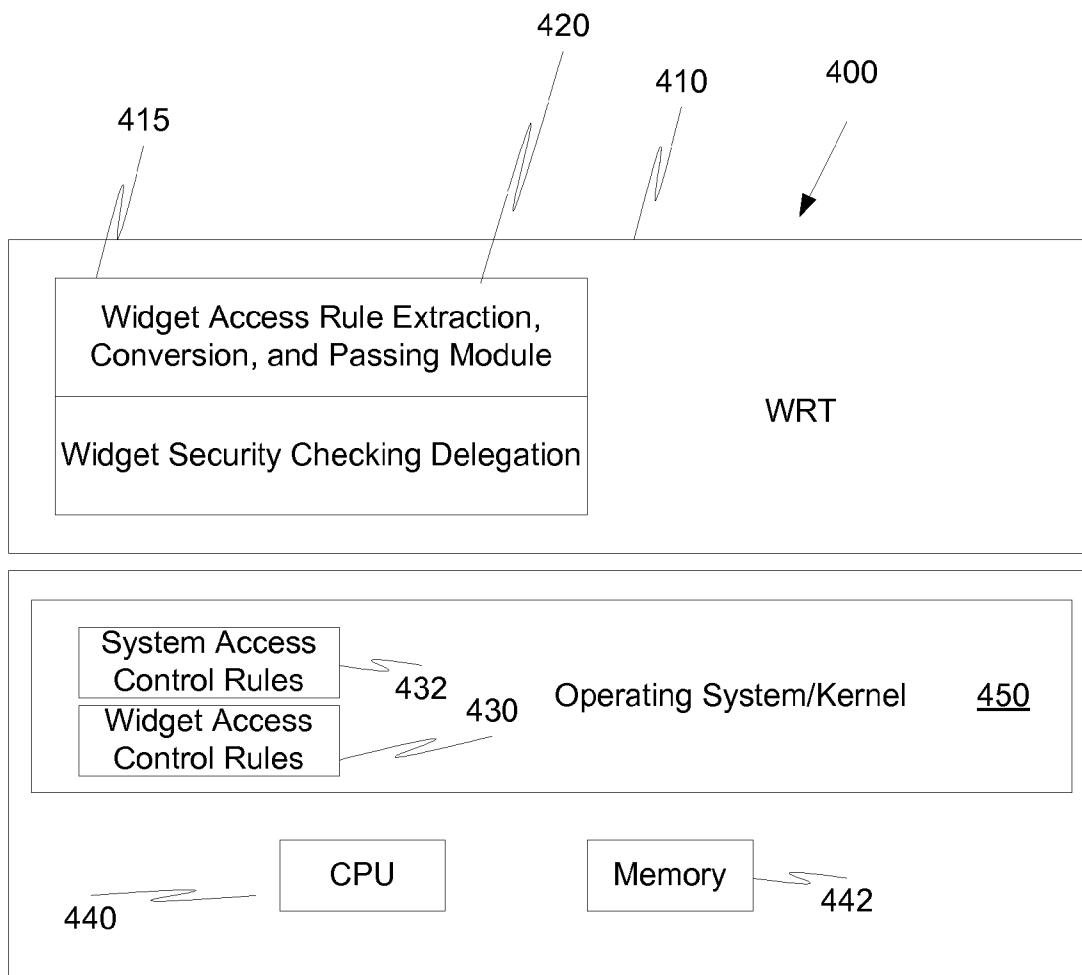 420
400
410
415
Widget Access Rule Extraction,
Conversion, and Passing Module
WRT
Widget Security Checking Delegation
System Access
Control Rules
432
Operating System/Kernel 450
430
Widget Access
Control Rules
CPU
Memory
440
442